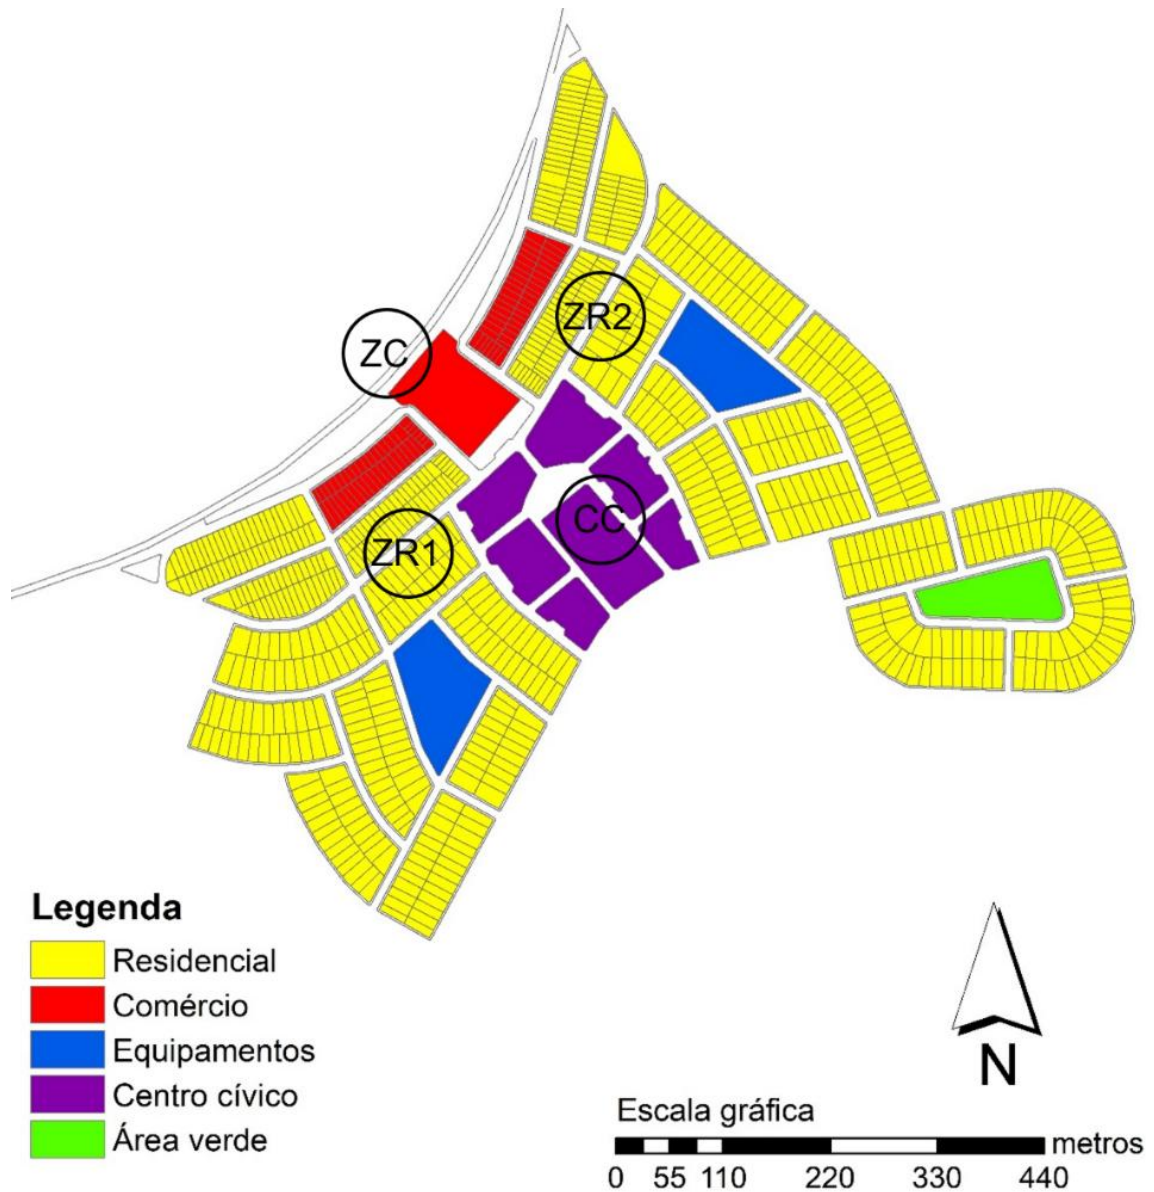 ZR2
ZC
CC
ZR1
Legenda
Residencial
Comércio
Equipamentos
Centro cívico
Área verde
N
Escala gráfica
metros
0 55 110 220 330 440